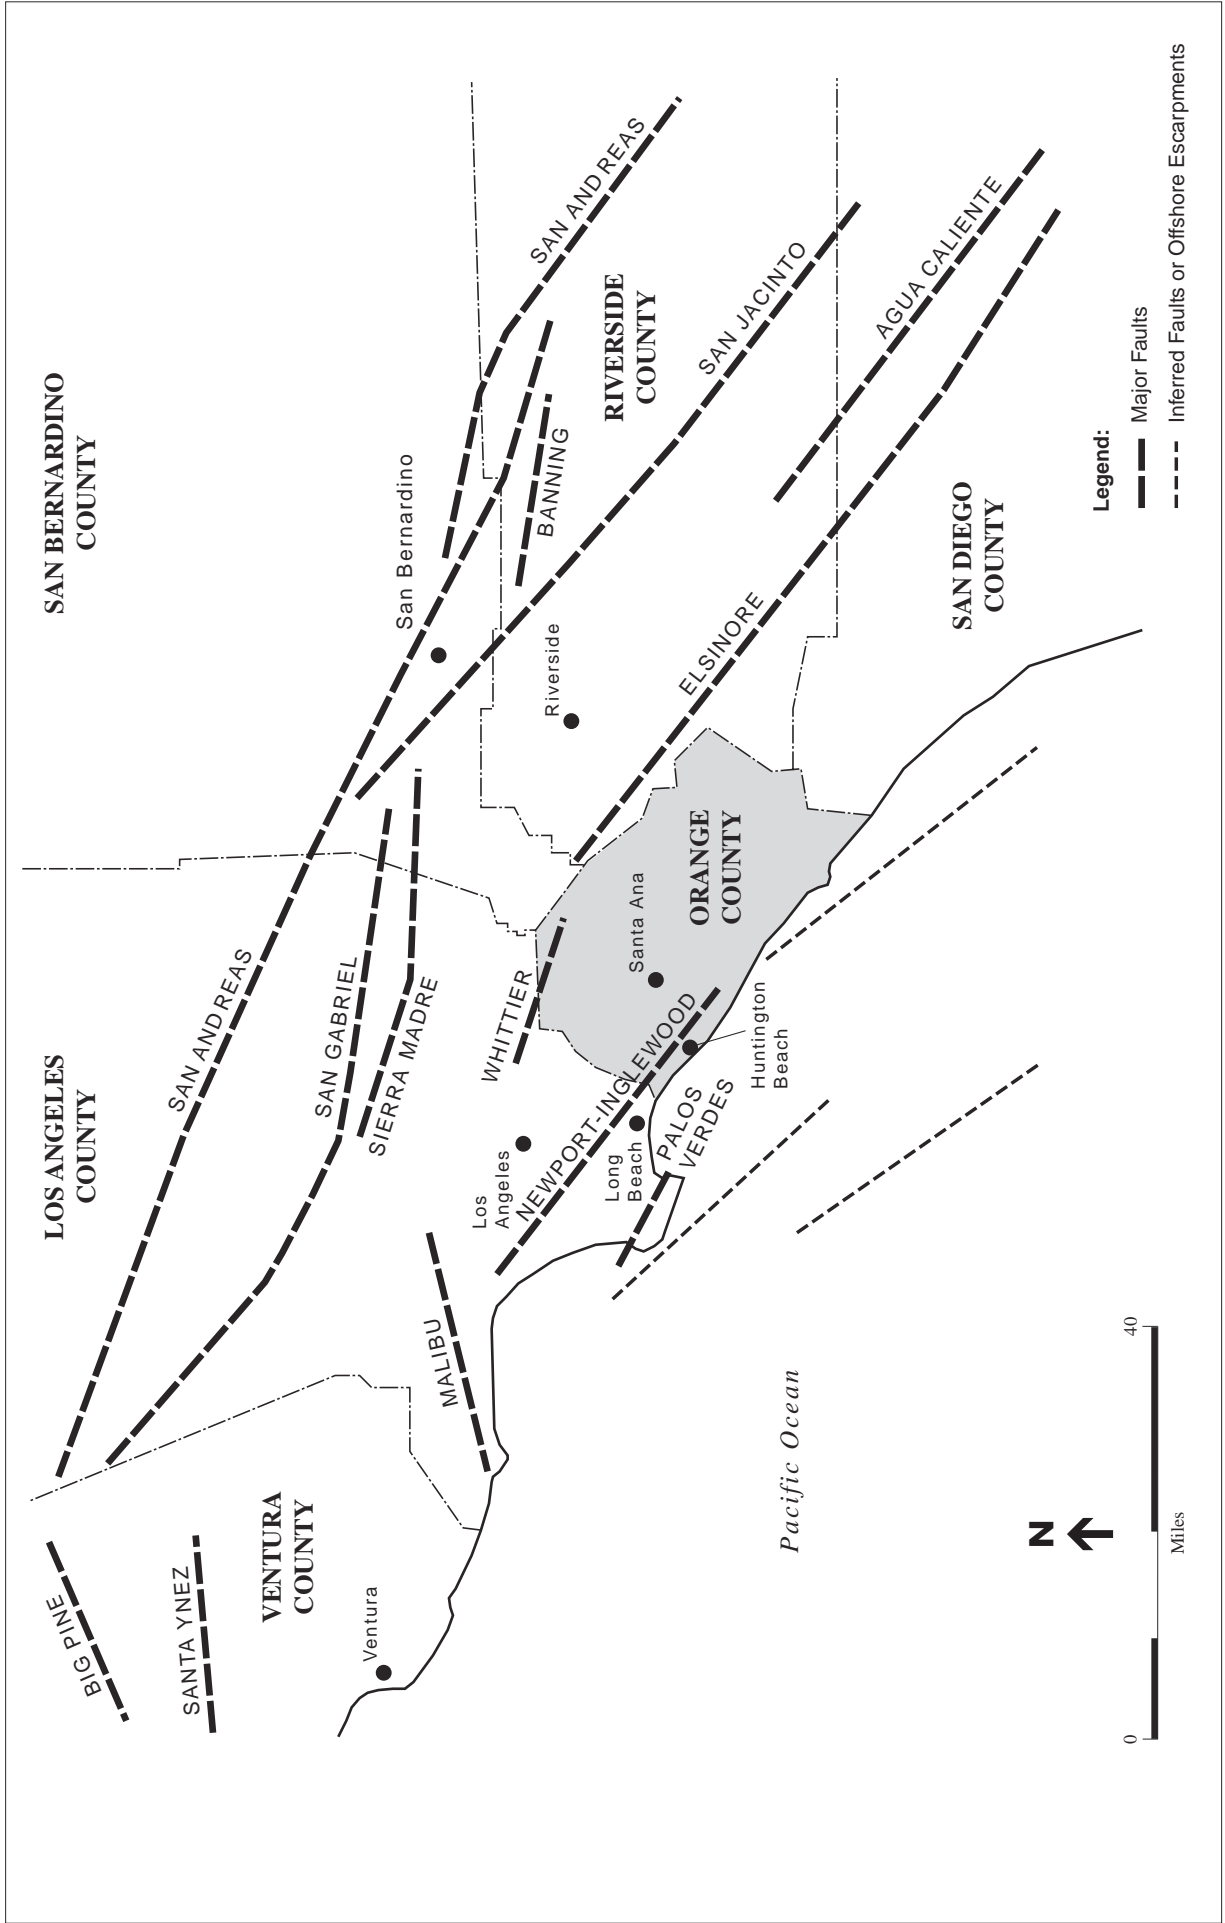 BIG PINE
SANTA YNEZ
VENTURA
COUNTY
Ventura
LOS ANGELES
COUNTY
SAN ANDREAS
SAN GABRIEL
SIERRA MADRE
MALIBU
Los
Angeles
WHITTIER
NEWPORT-INGLEWOOD
Long
Beach
PALOS
VERDES
Huntington
Beach
Santa Ana
ORANGE
COUNTY
SAN BERNARDINO
COUNTY
San Bernardino
Riverside
BANNING
SAN ANDREAS
RIVERSIDE
COUNTY
SAN JACINTO
ELSINORE
AGUA CALIENTE
SAN DIEGO
COUNTY
Pacific Ocean
N
0
40
Miles
Legend:
Major Faults
Inferred Faults or Offshore Escarpments